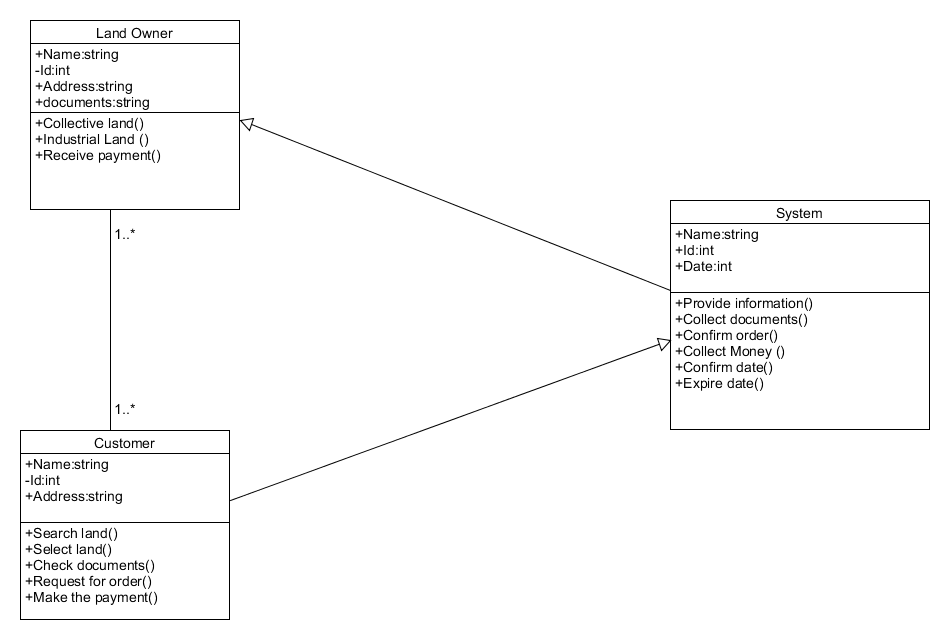 Land Owner
+Name:string
-Id:int
+Address:string
+documents:string
+Collective land()
+Industrial Land ()
+Receive payment()
1..*
System
+Name:string
+Id:int
+Date:int
+Provide information()
+Collect documents()
+Confirm order()
+Collect Money ()
+Confirm date()
+Expire date()
1..*
Customer
+Name:string
-Id:int
+Address:string
+Search land()
+Select land()
+Check documents()
+Request for order()
+Make the payment()